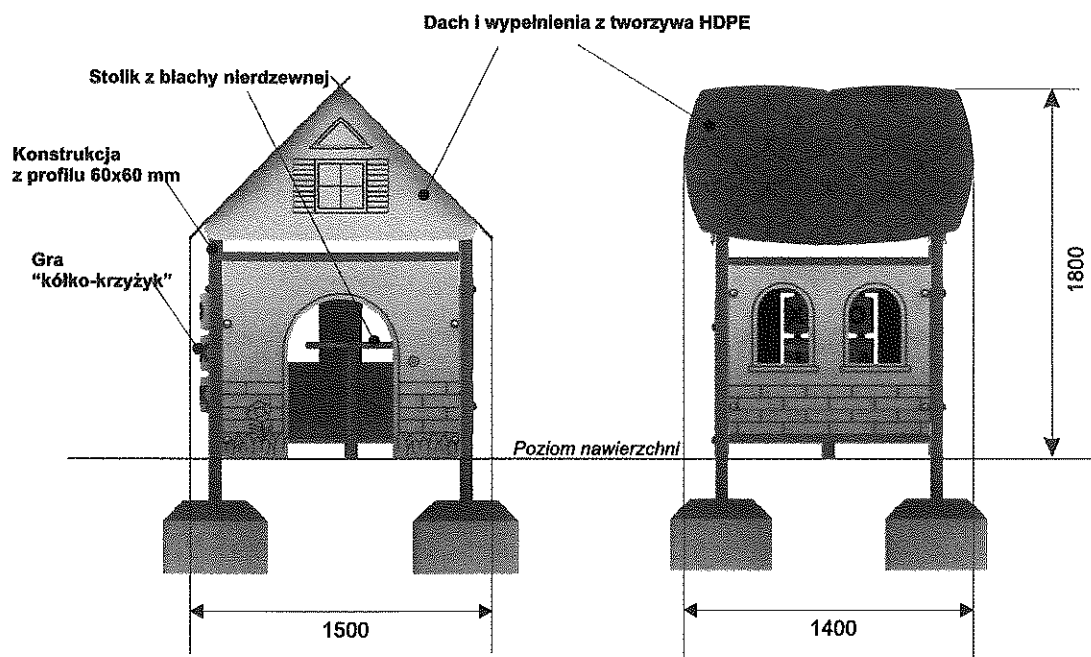 Dach i wypełnienia z tworzywa HDPE
Stolik z blachy nierdzewnej
Konstrukcja
z profilu 60x60 mm
Gra
“kółko-krzyżyk”
1800
Poziom nawierzchni
1500
1400